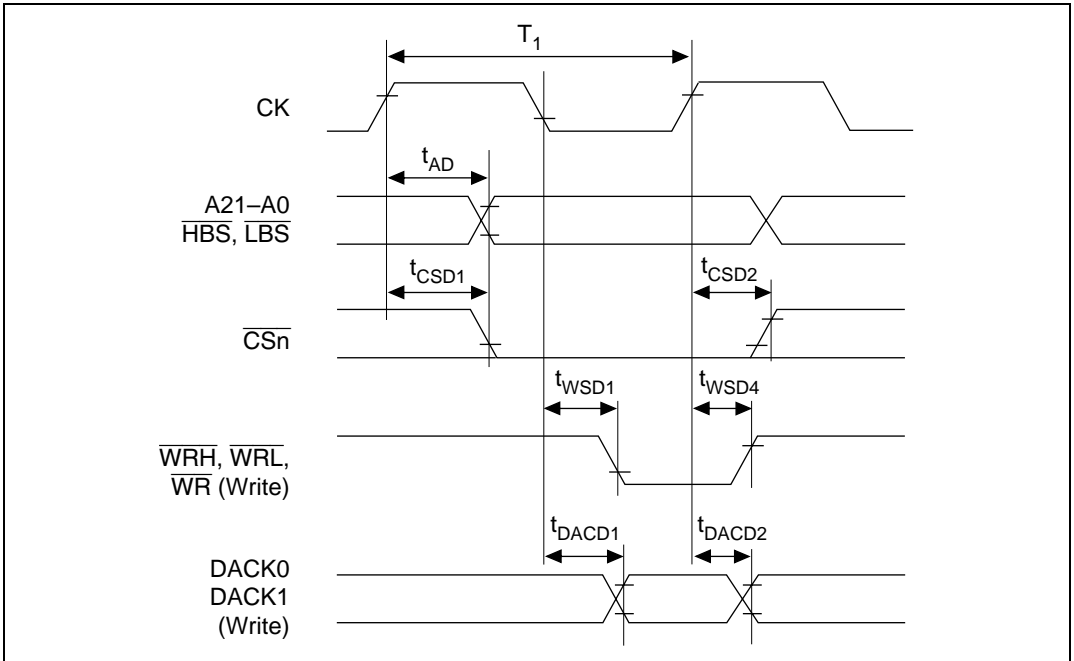 T1
CK
tAD
A21–A0
HBS, LBS
tCSD1
tCSD2
CSn
tWSD1
tWSD4
WRH, WRL,
WR (Write)
tDACD1
tDACD2
DACK0
DACK1
(Write)